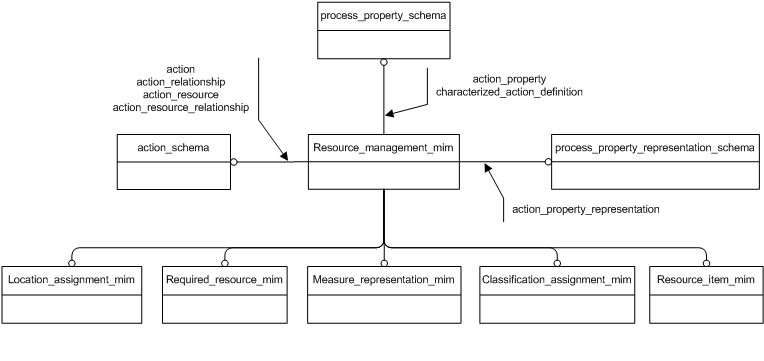 process_property_schema
action
action_relationship
action_resource
action_resource_relationship
action_property
characterized_action_definition
action_schema
Resource_management_mim
process_property_representation_schema
action_property_representation
Location_assignment_mim
Required_resource_mim
Measure_representation_mim
Classification_assignment_mim
Resource_item_mim